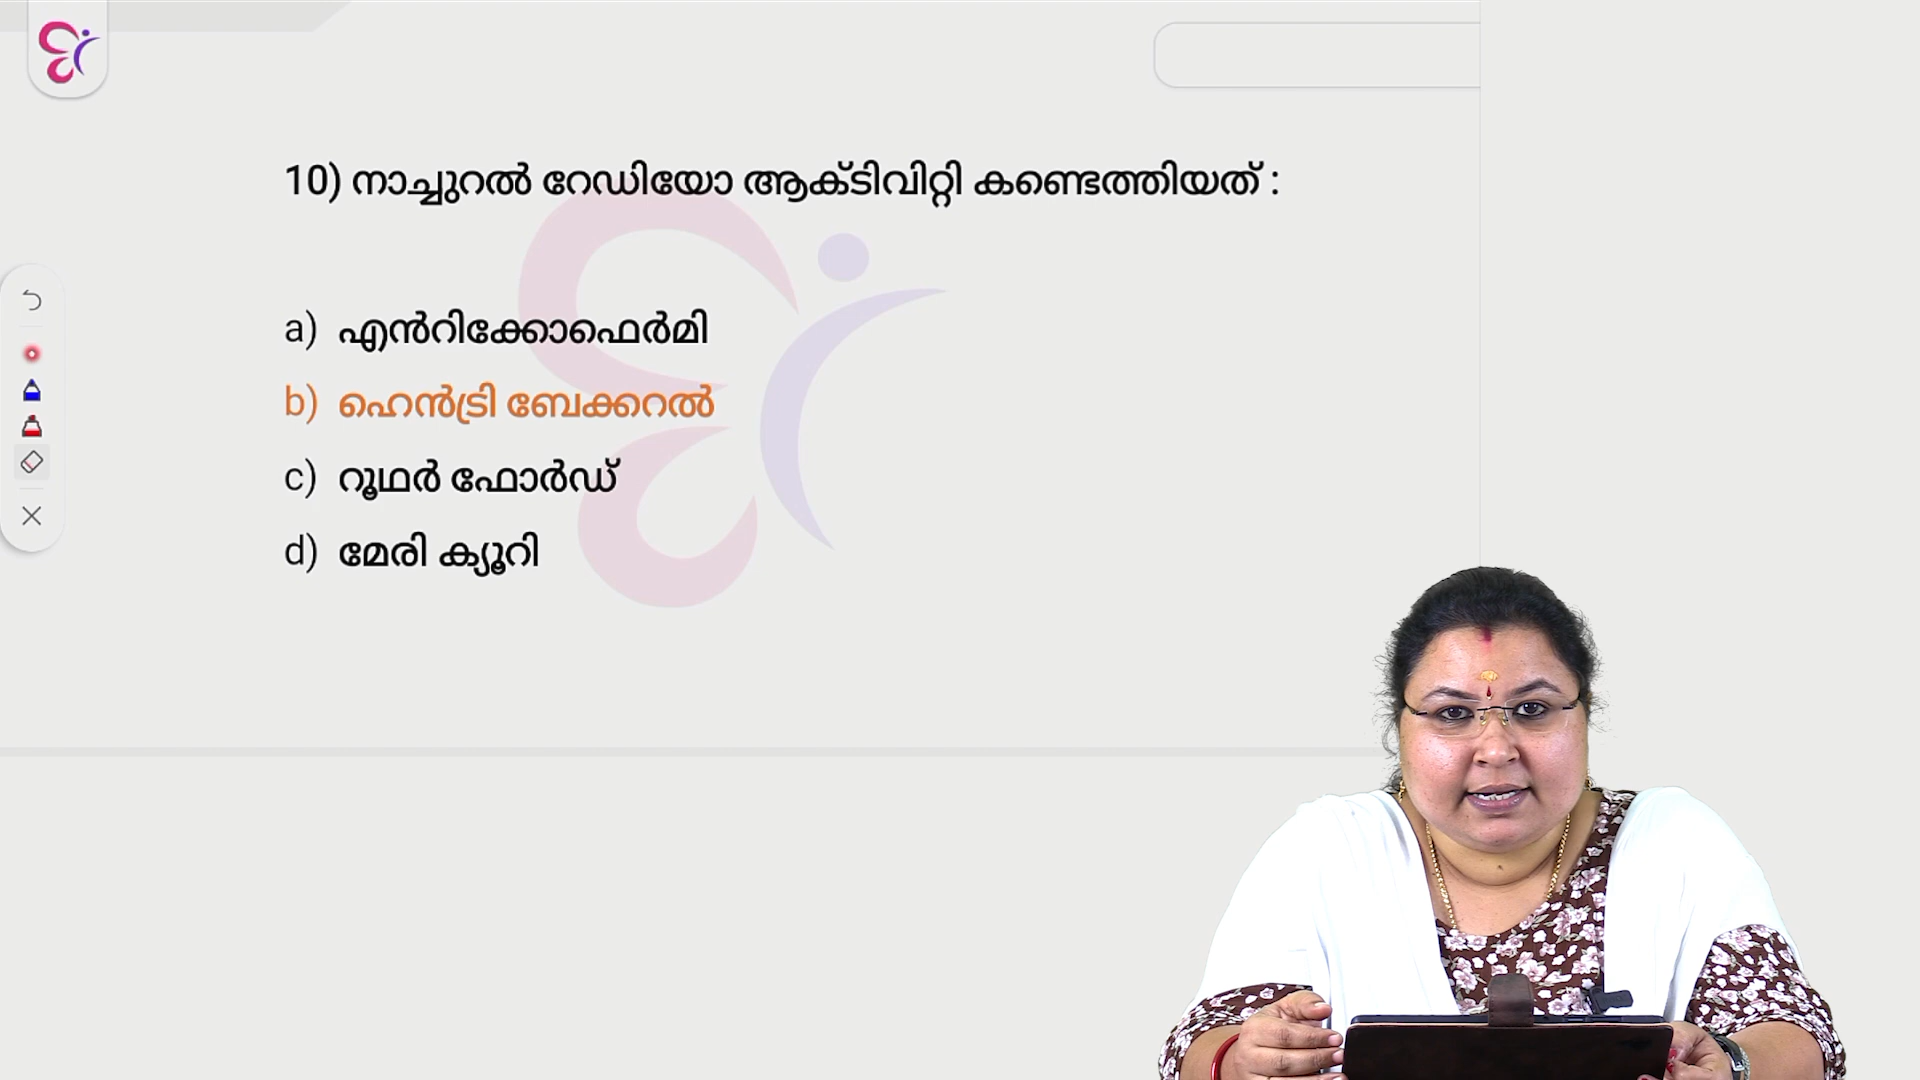 10) നാച്ചുറൽ റേഡിയോ ആക്ടിവിറ്റി കണ്ടെത്തിയത് :
a) എൻറിക്കോഫെർമി
b) ഹെൻട്രി ബേക്കറൽ
c) റൂഥർ ഫോർഡ്
d) മേരി ക്യൂറി